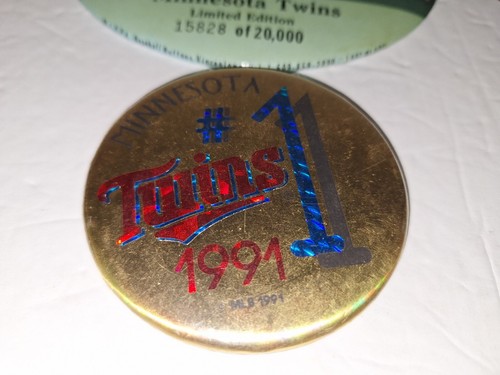 Minnesota Twins
Limited Edition
15828 of 20,000
MINNESOTA
#1
Twins
1991
MLB 1991